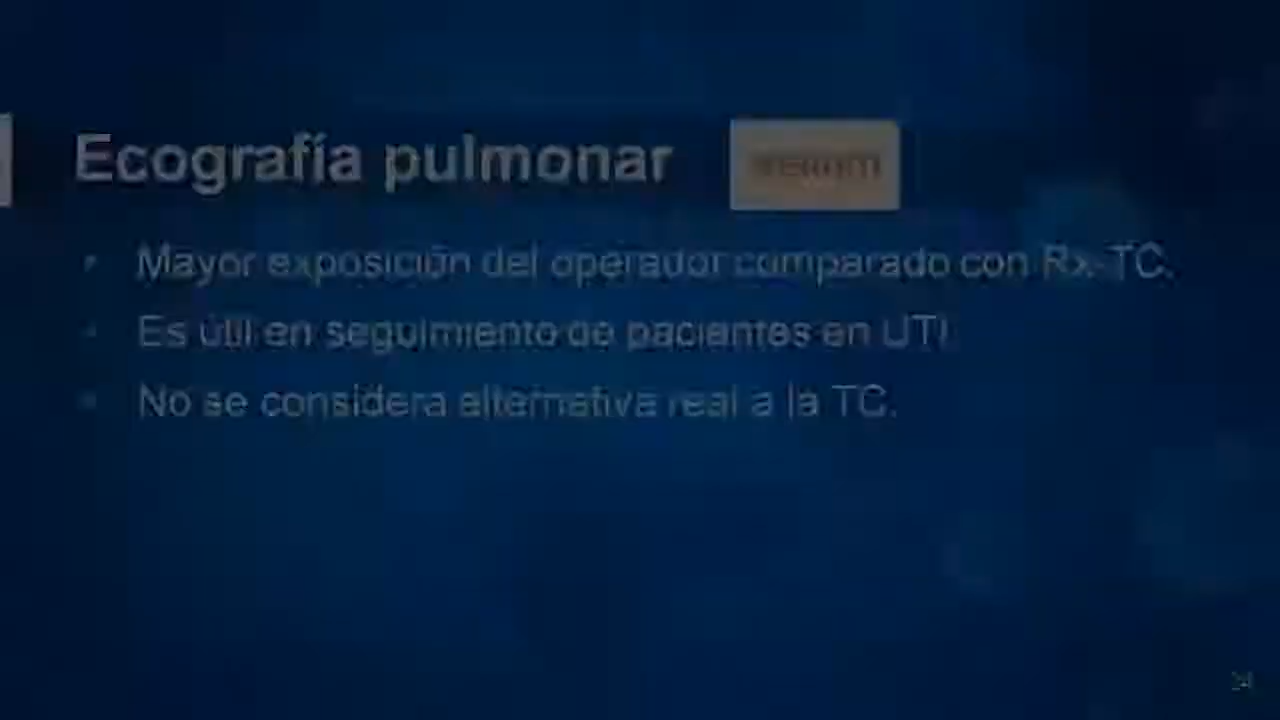 Ecografía pulmonar
Mayor exposición del operador comparado con Rx-TC.
Es útil en seguimiento de pacientes en UTI.
No se considera alternativa real a la TC.
24